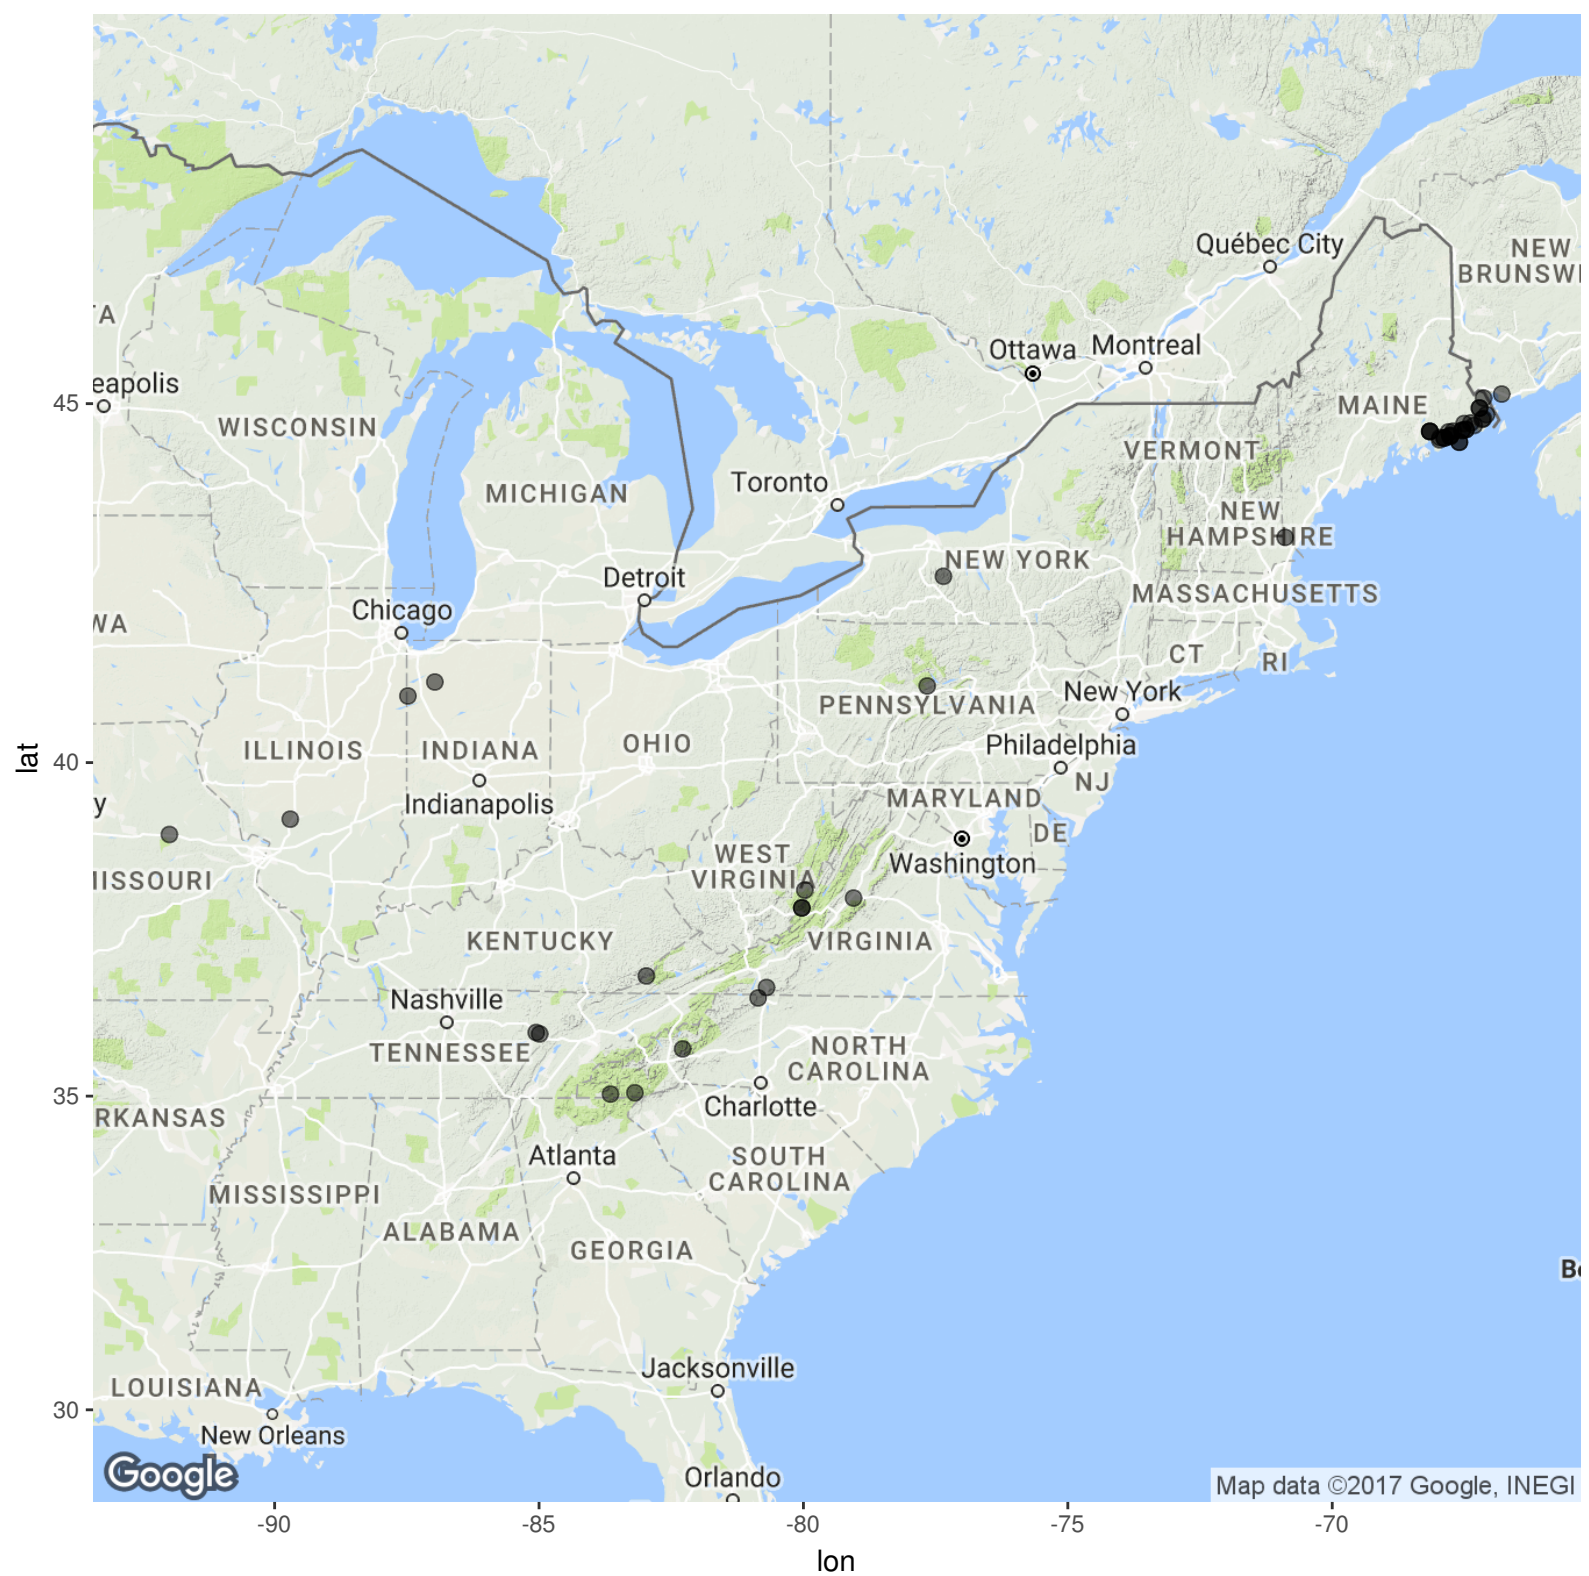 Québec City
NEW
BRUNSWI
TA
Ottawa
Montreal
eapolis
45
MAINE
WISCONSIN
VERMONT
Toronto
MICHIGAN
NEW
HAMPSHIRE
NEW YORK
Detroit
MASSACHUSETTS
Chicago
WA
CT
RI
New York
PENNSYLVANIA
ILLINOIS
INDIANA
OHIO
Philadelphia
lat
40
NJ
Indianapolis
MARYLAND
y
DE
WEST
VIRGINIA
Washington
MISSOURI
KENTUCKY
VIRGINIA
Nashville
TENNESSEE
NORTH
CAROLINA
35
Charlotte
RKANSAS
Atlanta
SOUTH
CAROLINA
MISSISSIPPI
ALABAMA
GEORGIA
Be
Jacksonville
LOUISIANA
30
New Orleans
Google
Orlando
Map data ©2017 Google, INEGI
-90
-85
-80
-75
-70
lon